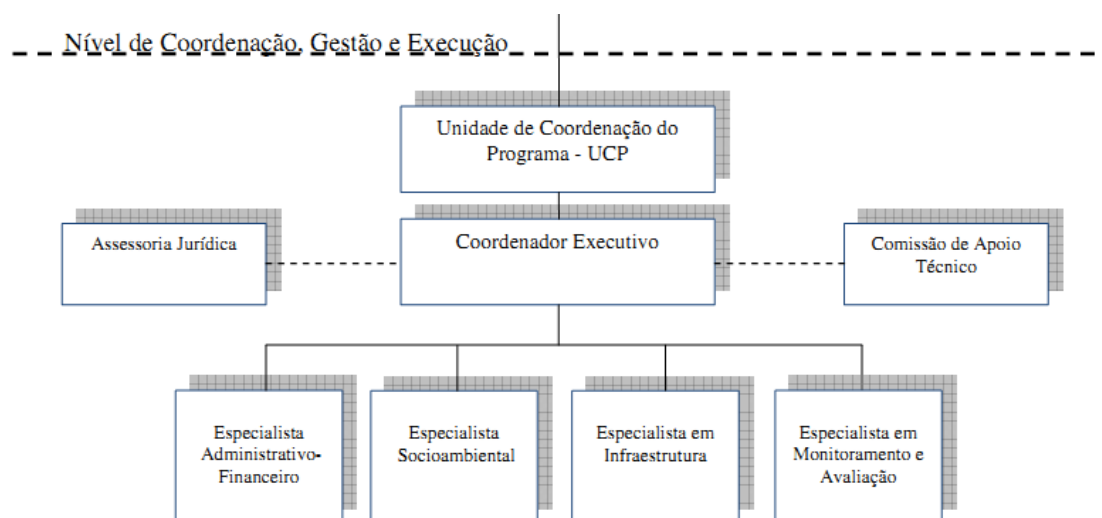 Nível de Coordenação, Gestão e Execução
Unidade de Coordenação do
Programa - UCP
Assessoria Jurídica
Coordenador Executivo
Comissão de Apoio
Técnico
Especialista
Administrativo-
Financeiro
Especialista
Socioambiental
Especialista em
Infraestrutura
Especialista em
Monitoramento e
Avaliação